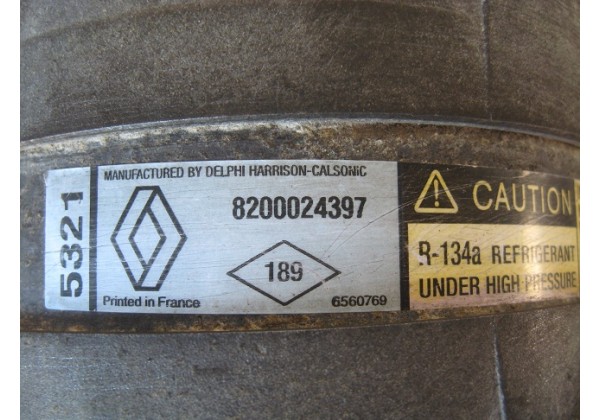 5321
MANUFACTURED BY DELPHI HARRISON-CALSONIC
8200024397
189
Printed in France
6560769
CAUTION
R-134a REFRIGERANT
UNDER HIGH PRESSURE